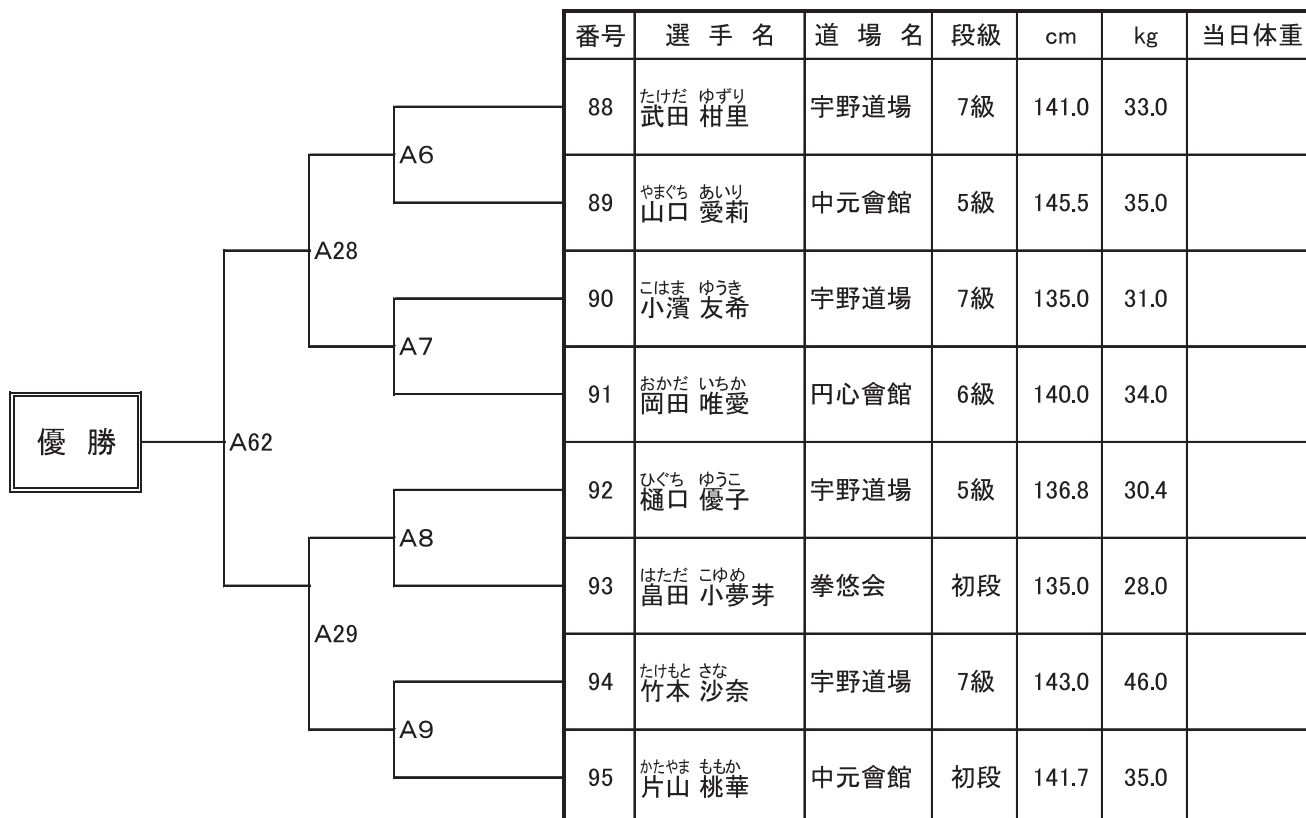 番号 選手名 道場名 段級 cm kg 当日体重
たけだ ゆずり
88 武田 柑里 宇野道場 7級 141.0 33.0
A6
やまぐち あいり
89 山口 愛莉 中元會館 5級 145.5 35.0
A28
こはま ゆうき
90 小濱 友希 宇野道場 7級 135.0 31.0
A7
おかだ いちか
91 岡田 唯愛 円心會館 6級 140.0 34.0
優勝 A62
ひぐち ゆうこ
92 樋口 優子 宇野道場 5級 136.8 30.4
A8
はただ こゆめ
93 畠田 小夢芽 拳悠会 初段 135.0 28.0
A29
たけもと さな
94 竹本 沙奈 宇野道場 7級 143.0 46.0
A9
かたやま ももか
95 片山 桃華 中元會館 初段 141.7 35.0